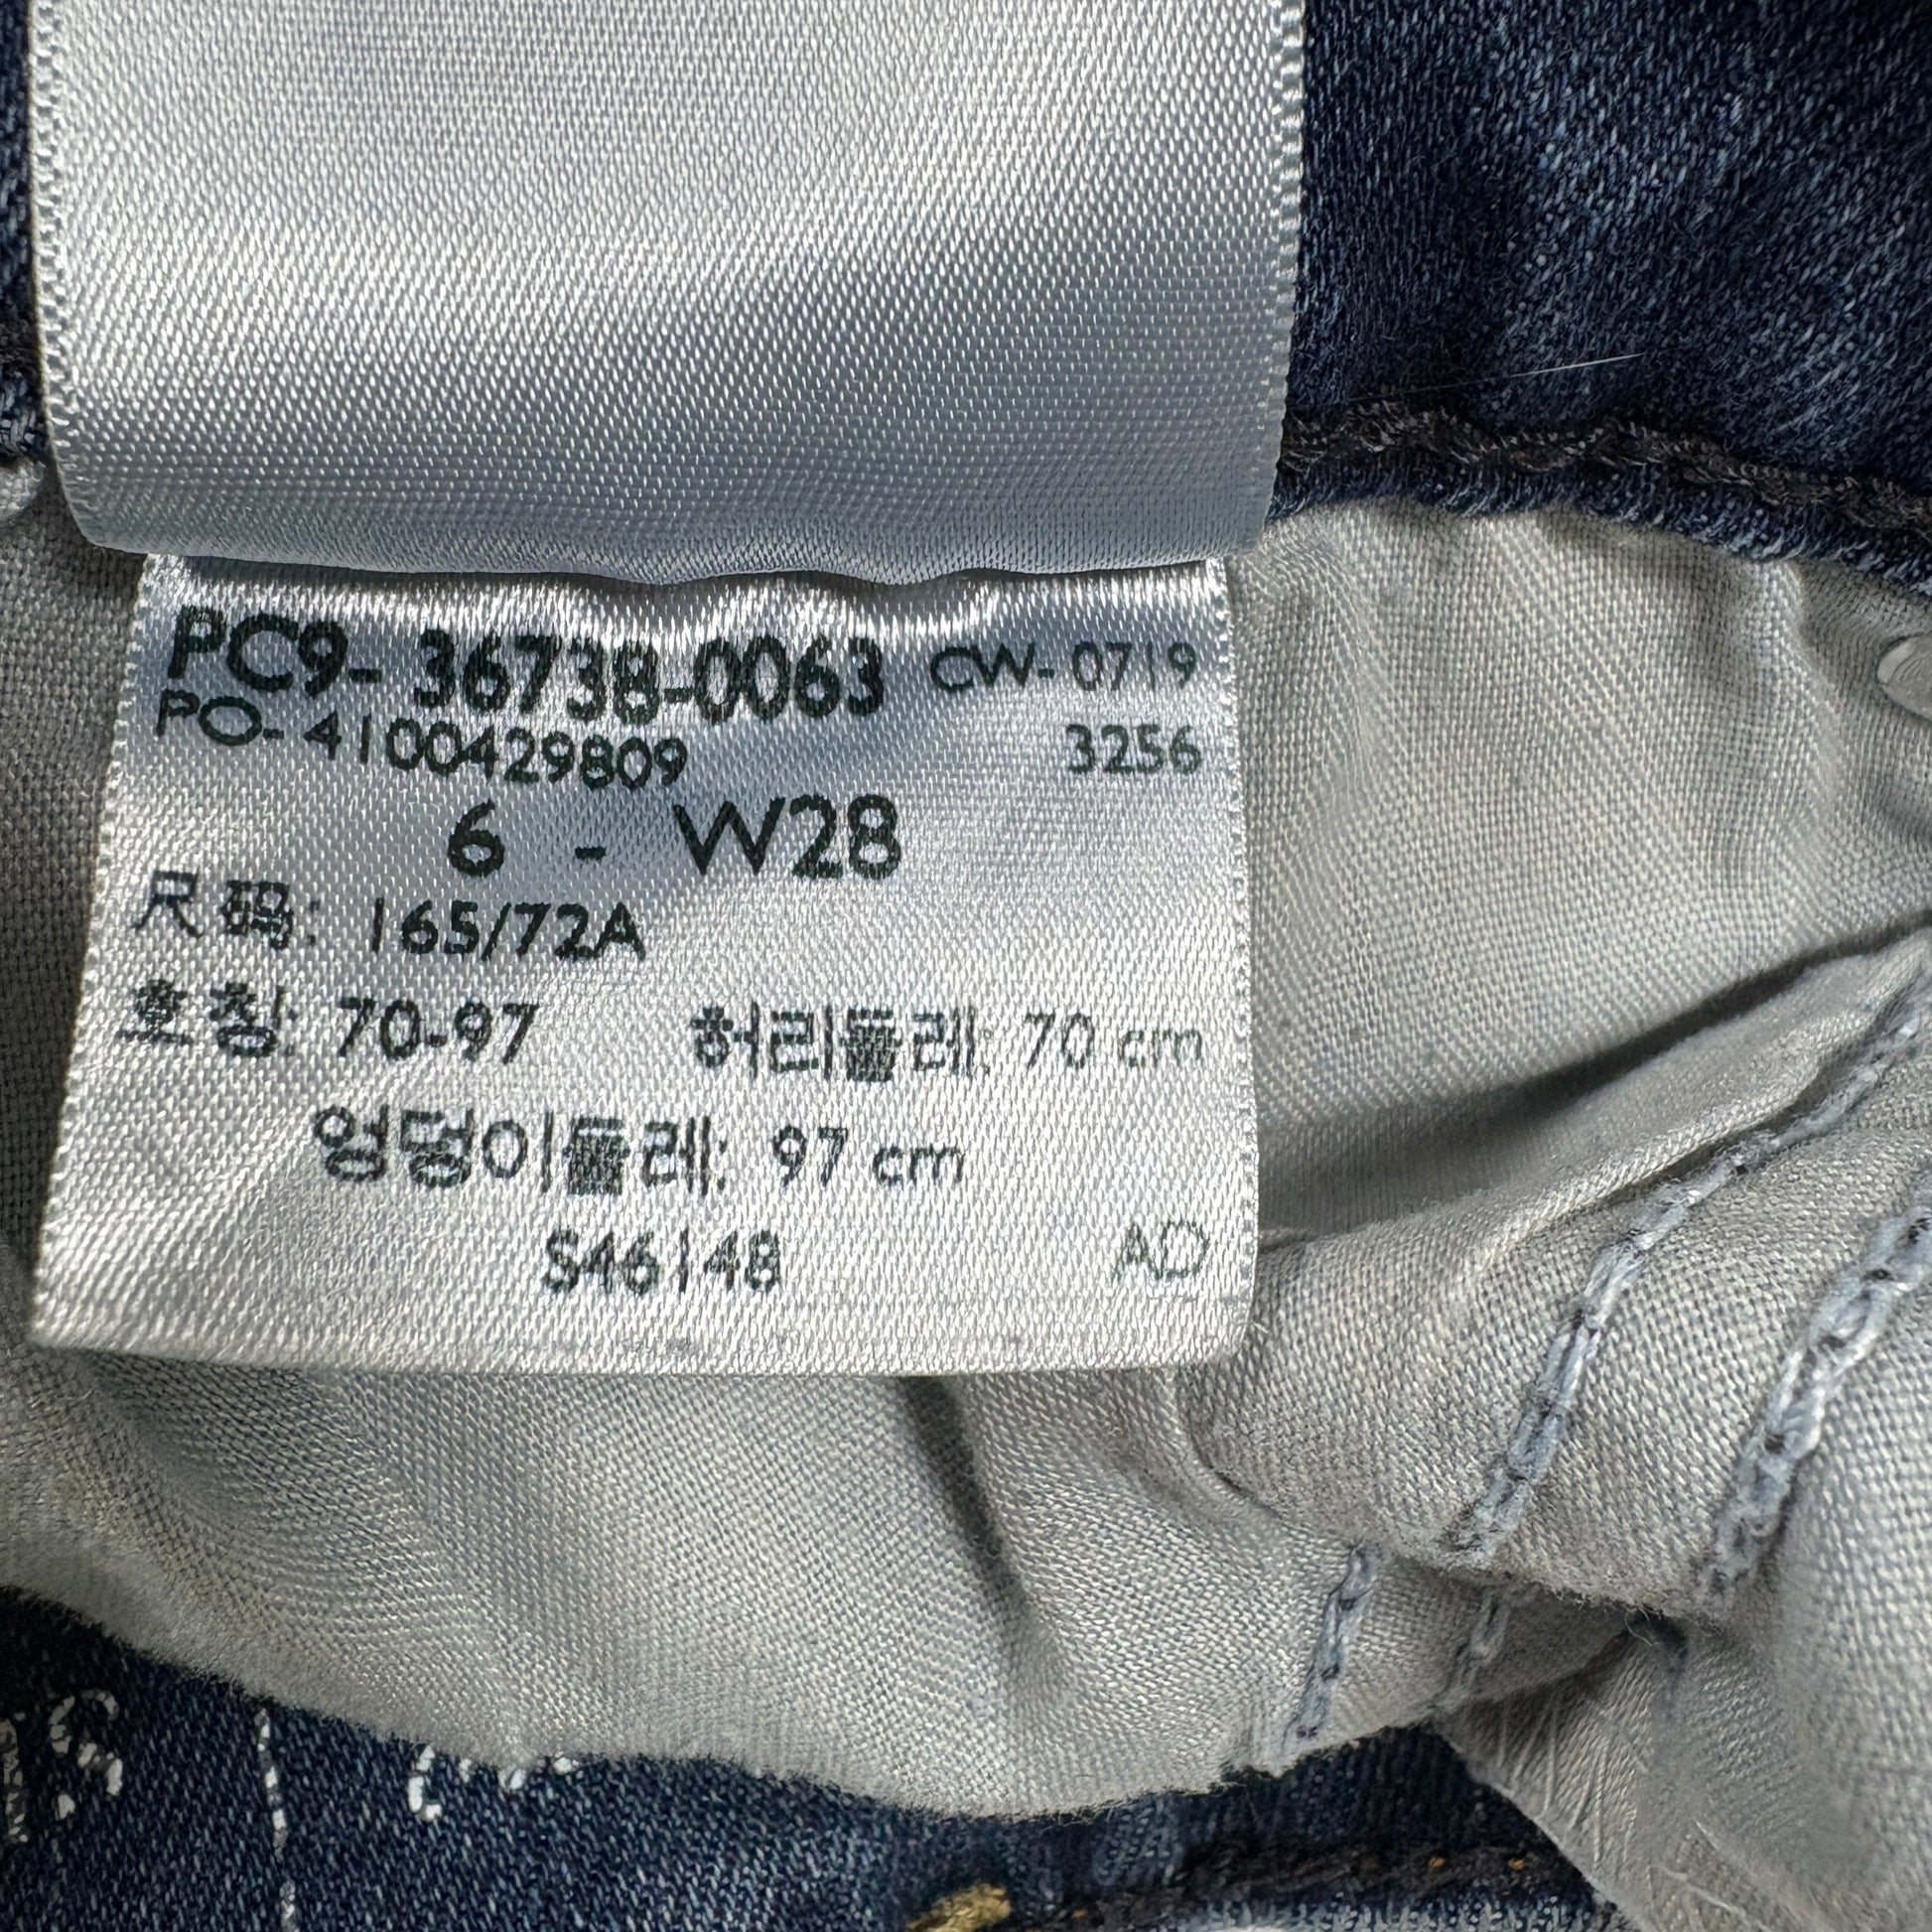 PC9- 36738-0063 CW- 0719
PO- 4100429809 3256
6 - W28
尺码: 165/72A
호칭: 70-97 허리둘레: 70 cm
엉덩이둘레: 97 cm
S46148 AD